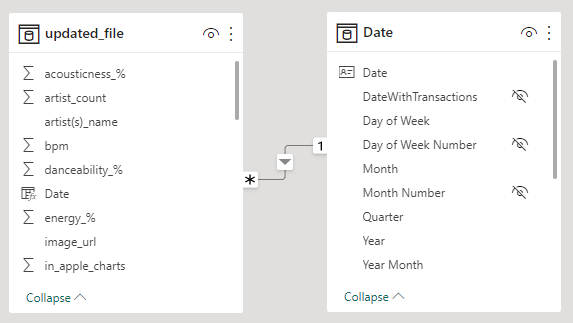 updated_file
acousticness_%
artist_count
artist(s)_name
bpm
danceability_%
Date
energy_%
image_url
in_apple_charts
Collapse
*
1
Date
Date
DateWithTransactions
Day of Week
Day of Week Number
Month
Month Number
Quarter
Year
Year Month
Collapse